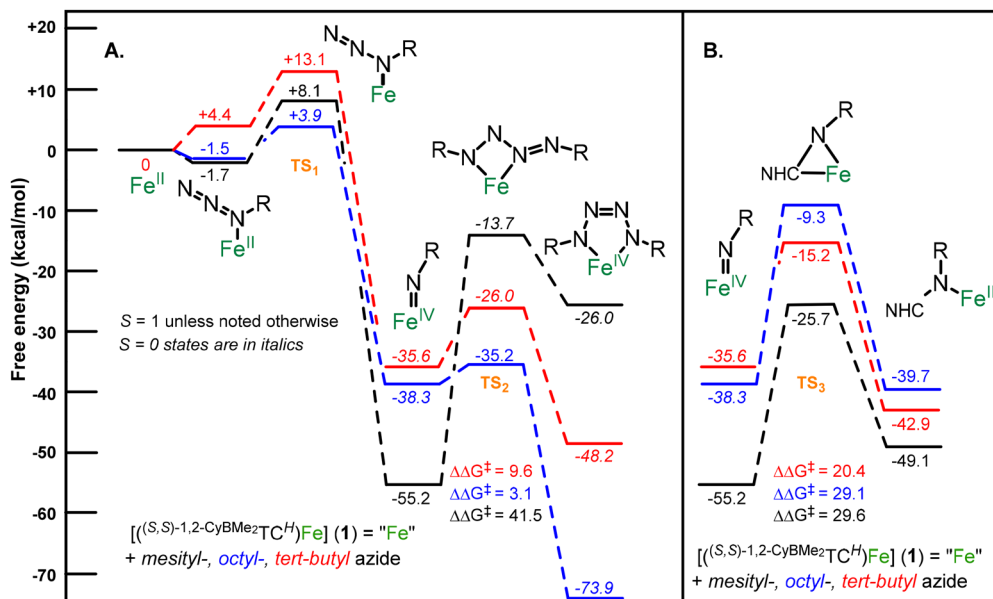 +20
+10
0
-10
-20
-30
-40
-50
-60
-70
Free energy (kcal/mol)
A.
N
N
N
R
Fe
+13.1
+8.1
+3.9
TS1
+4.4
-1.5
-1.7
0
FeII
N
N
N
R
FeII
N
N
N
N
R
R
Fe
-13.7
N
N
N
N
R
R
FeIV
-26.0
R
N
FeIV
-35.6
-38.3
-55.2
-26.0
-35.2
TS2
-48.2
-73.9
S = 1 unless noted otherwise
S = 0 states are in italics
ΔΔG‡ = 9.6
ΔΔG‡ = 3.1
ΔΔG‡ = 41.5
[((S,S)-1,2-CyBMe2TCH)Fe] (1) = "Fe"
+ mesityl-, octyl-, tert-butyl azide
B.
R
N
NHC
Fe
-9.3
-15.2
-25.7
TS3
R
N
FeIV
-35.6
-38.3
-55.2
R
N
NHC
FeII
-39.7
-42.9
-49.1
ΔΔG‡ = 20.4
ΔΔG‡ = 29.1
ΔΔG‡ = 29.6
[((S,S)-1,2-CyBMe2TCH)Fe] (1) = "Fe"
+ mesityl-, octyl-, tert-butyl azide